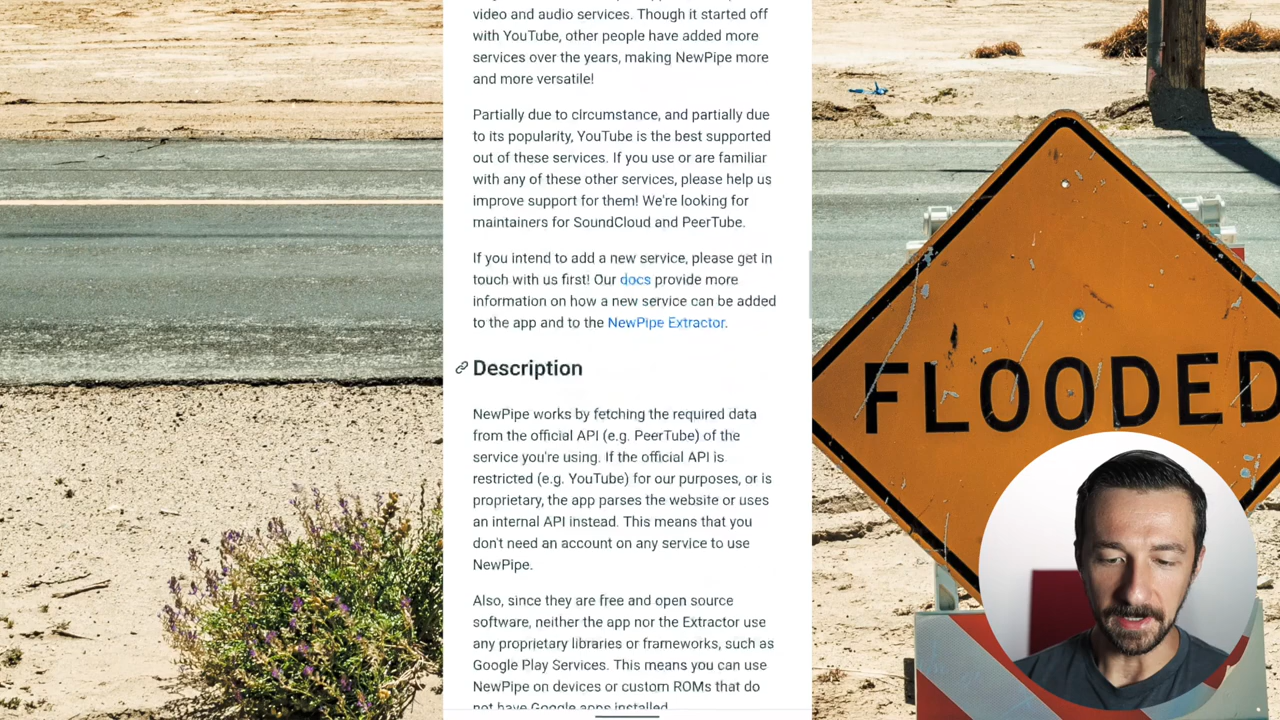 video and audio services. Though it started off
with YouTube, other people have added more
services over the years, making NewPipe more
and more versatile!
Partially due to circumstance, and partially due
to its popularity, YouTube is the best supported
out of these services. If you use or are familiar
with any of these other services, please help us
improve support for them! We're looking for
maintainers for SoundCloud and PeerTube.
If you intend to add a new service, please get in
touch with us first! Our docs provide more
information on how a new service can be added
to the app and to the NewPipe Extractor.
Description
NewPipe works by fetching the required data
from the official API (e.g. PeerTube) of the
service you're using. If the official API is
restricted (e.g. YouTube) for our purposes, or is
proprietary, the app parses the website or uses
an internal API instead. This means that you
don't need an account on any service to use
NewPipe.
Also, since they are free and open source
software, neither the app nor the Extractor use
any proprietary libraries or frameworks, such as
Google Play Services. This means you can use
NewPipe on devices or custom ROMs that do
not have Google apps installed.
FLOODED